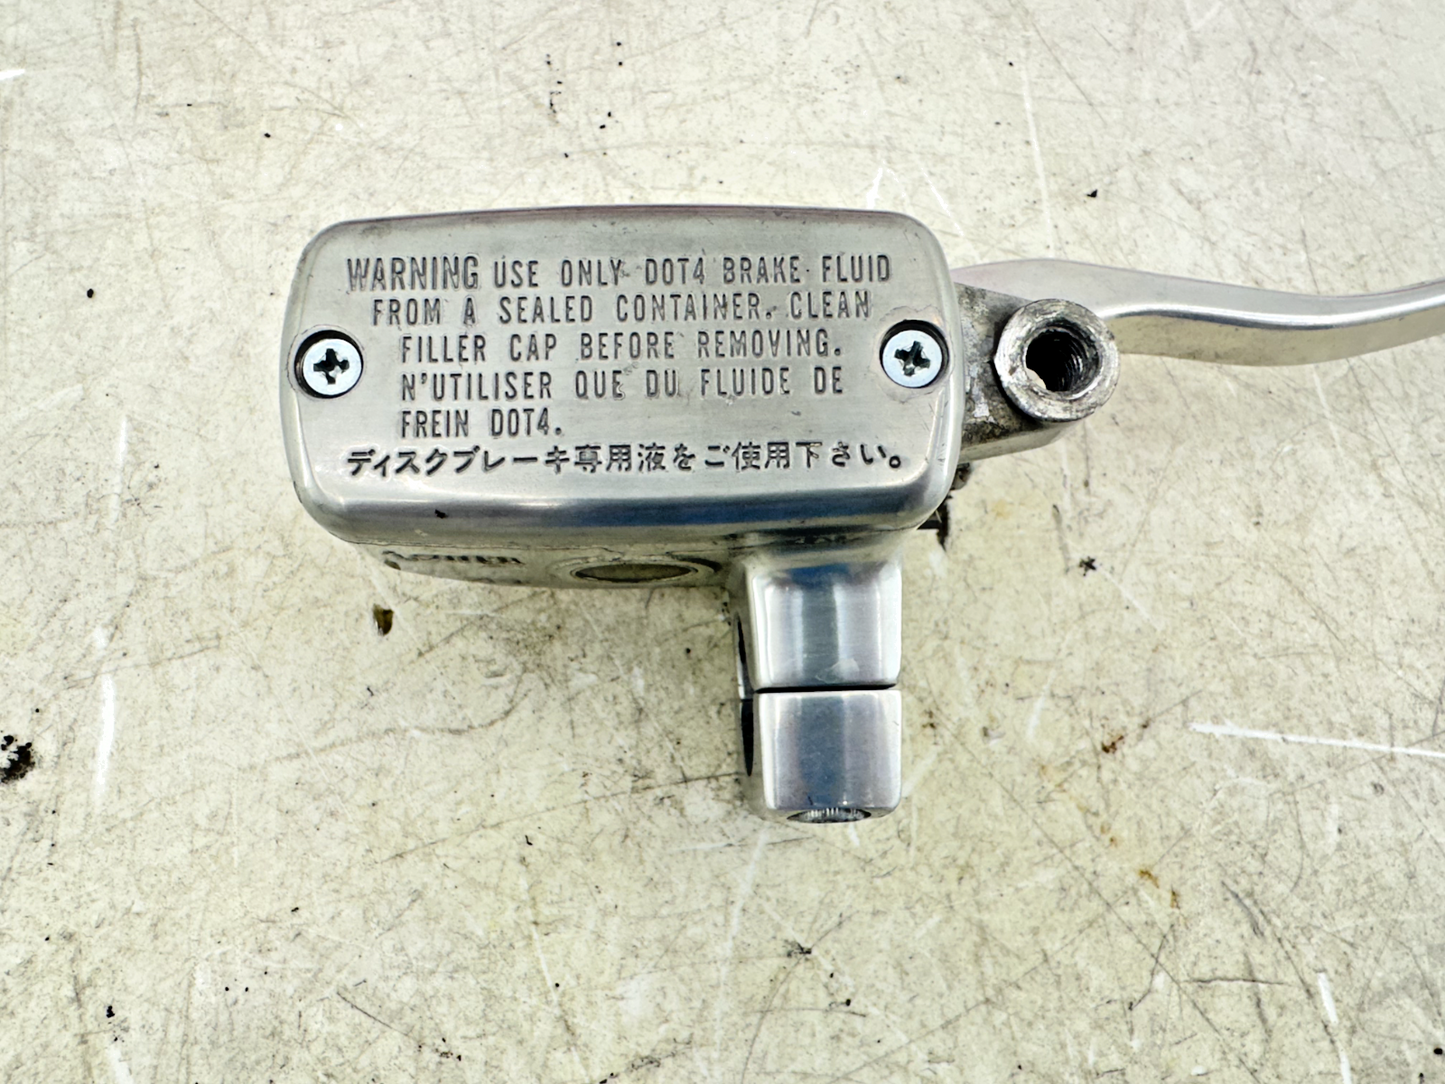 WARNING USE ONLY DOT4 BRAKE FLUID
FROM A SEALED CONTAINER. CLEAN
FILLER CAP BEFORE REMOVING.
N'UTILISER QUE DU FLUIDE DE
FREIN DOT4.
ディスクブレーキ専用液をご使用下さい。